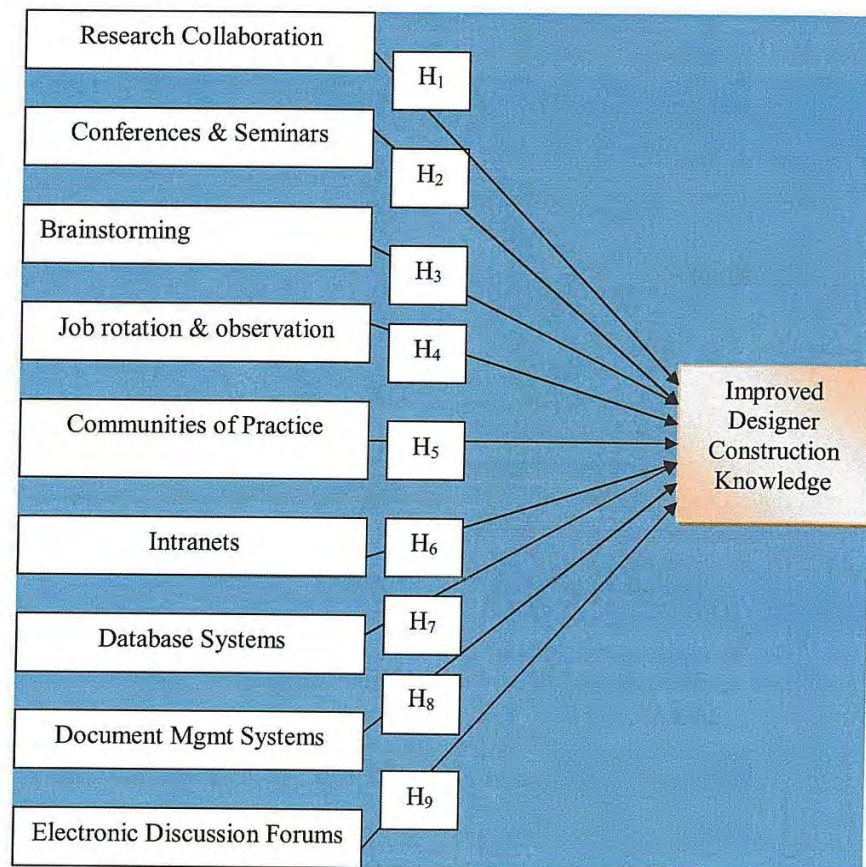 Research Collaboration
H₁
Conferences & Seminars
H₂
Brainstorming
H₃
Job rotation & observation
H₄
Communities of Practice
H₅
Improved
Designer
Construction
Knowledge
Intranets
H₆
Database Systems
H₇
Document Mgmt Systems
H₈
Electronic Discussion Forums
H₉